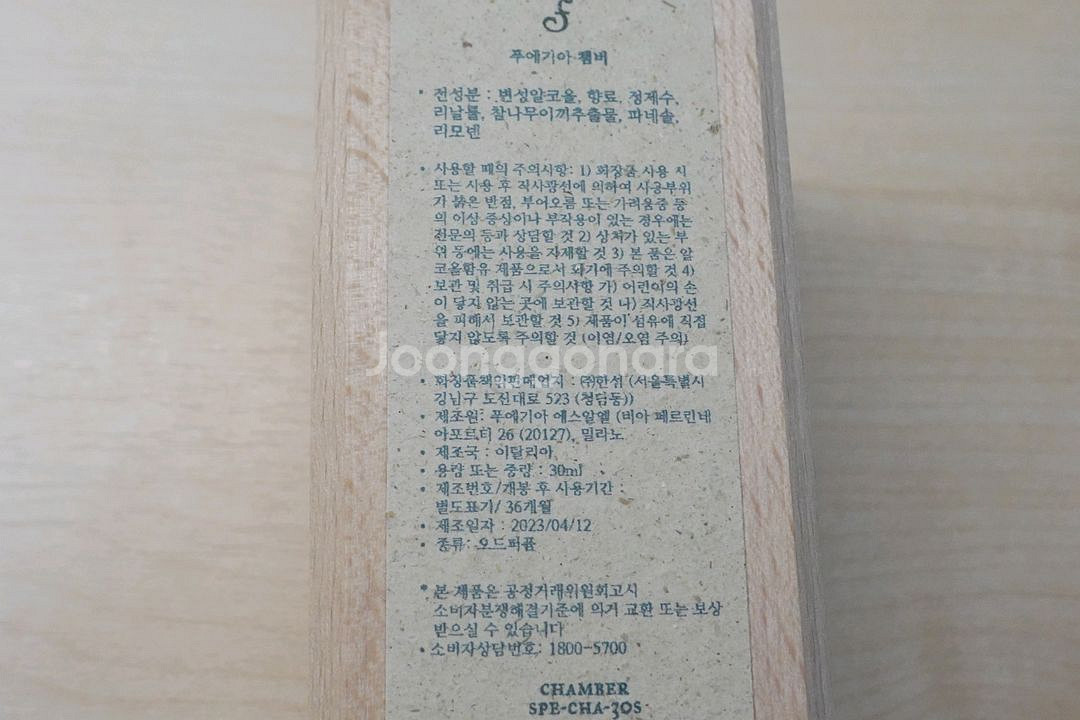 푸에기아 챔버
• 전성분 : 변성알코올, 향료, 정제수,
리날룰, 참나무이끼추출물, 파네솔,
리모넨
• 사용할 때의 주의사항: 1) 화장품 사용 시
또는 사용 후 직사광선에 의하여 사용부위
가 붉은 반점, 부어오름 또는 가려움증 등
의 이상 증상이나 부작용이 있는 경우에는
전문의 등과 상담할 것 2) 상처가 있는 부
위 등에는 사용을 자제할 것 3) 본 품은 알
코올함유 제품으로서 화기에 주의할 것 4)
보관 및 취급 시 주의사항 가) 어린이의 손
이 닿지 않는 곳에 보관할 것 나) 직사광선
을 피해서 보관할 것 5) 제품이 섬유에 직접
닿지 않도록 주의할 것 (이염/오염 주의)
Joonggonara
• 화장품책임판매업자 : ㈜한섬 (서울특별시
강남구 도산대로 523 (청담동))
• 제조원: 푸에기아 에스알엘 (비아 페르린네
아포르티 26 (20127), 밀라노
• 제조국 : 이탈리아
• 용량 또는 중량 : 30ml
• 제조번호/개봉 후 사용기간 :
별도표기/ 36개월
• 제조일자 : 2023/04/12
• 종류: 오드퍼퓸
• 본 제품은 공정거래위원회고시
소비자분쟁해결기준에 의거 교환 또는 보상
받으실 수 있습니다
• 소비자상담번호: 1800-5700
CHAMBER
SPE-CHA-30S